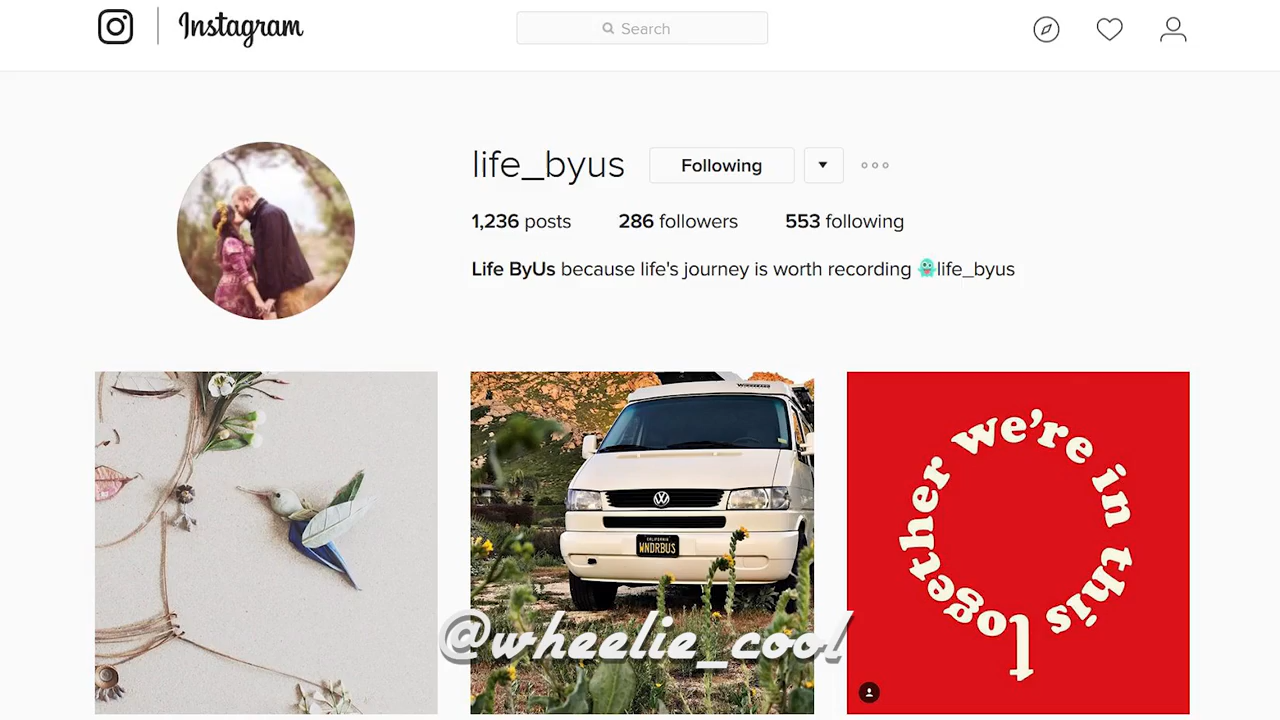 Instagram
Search
life_byus
Following
1,236 posts 286 followers 553 following
Life ByUs because life's journey is worth recording 👻life_byus
CALIFORNIA
WNDRBUS
we're in this together
@wheelie_cool